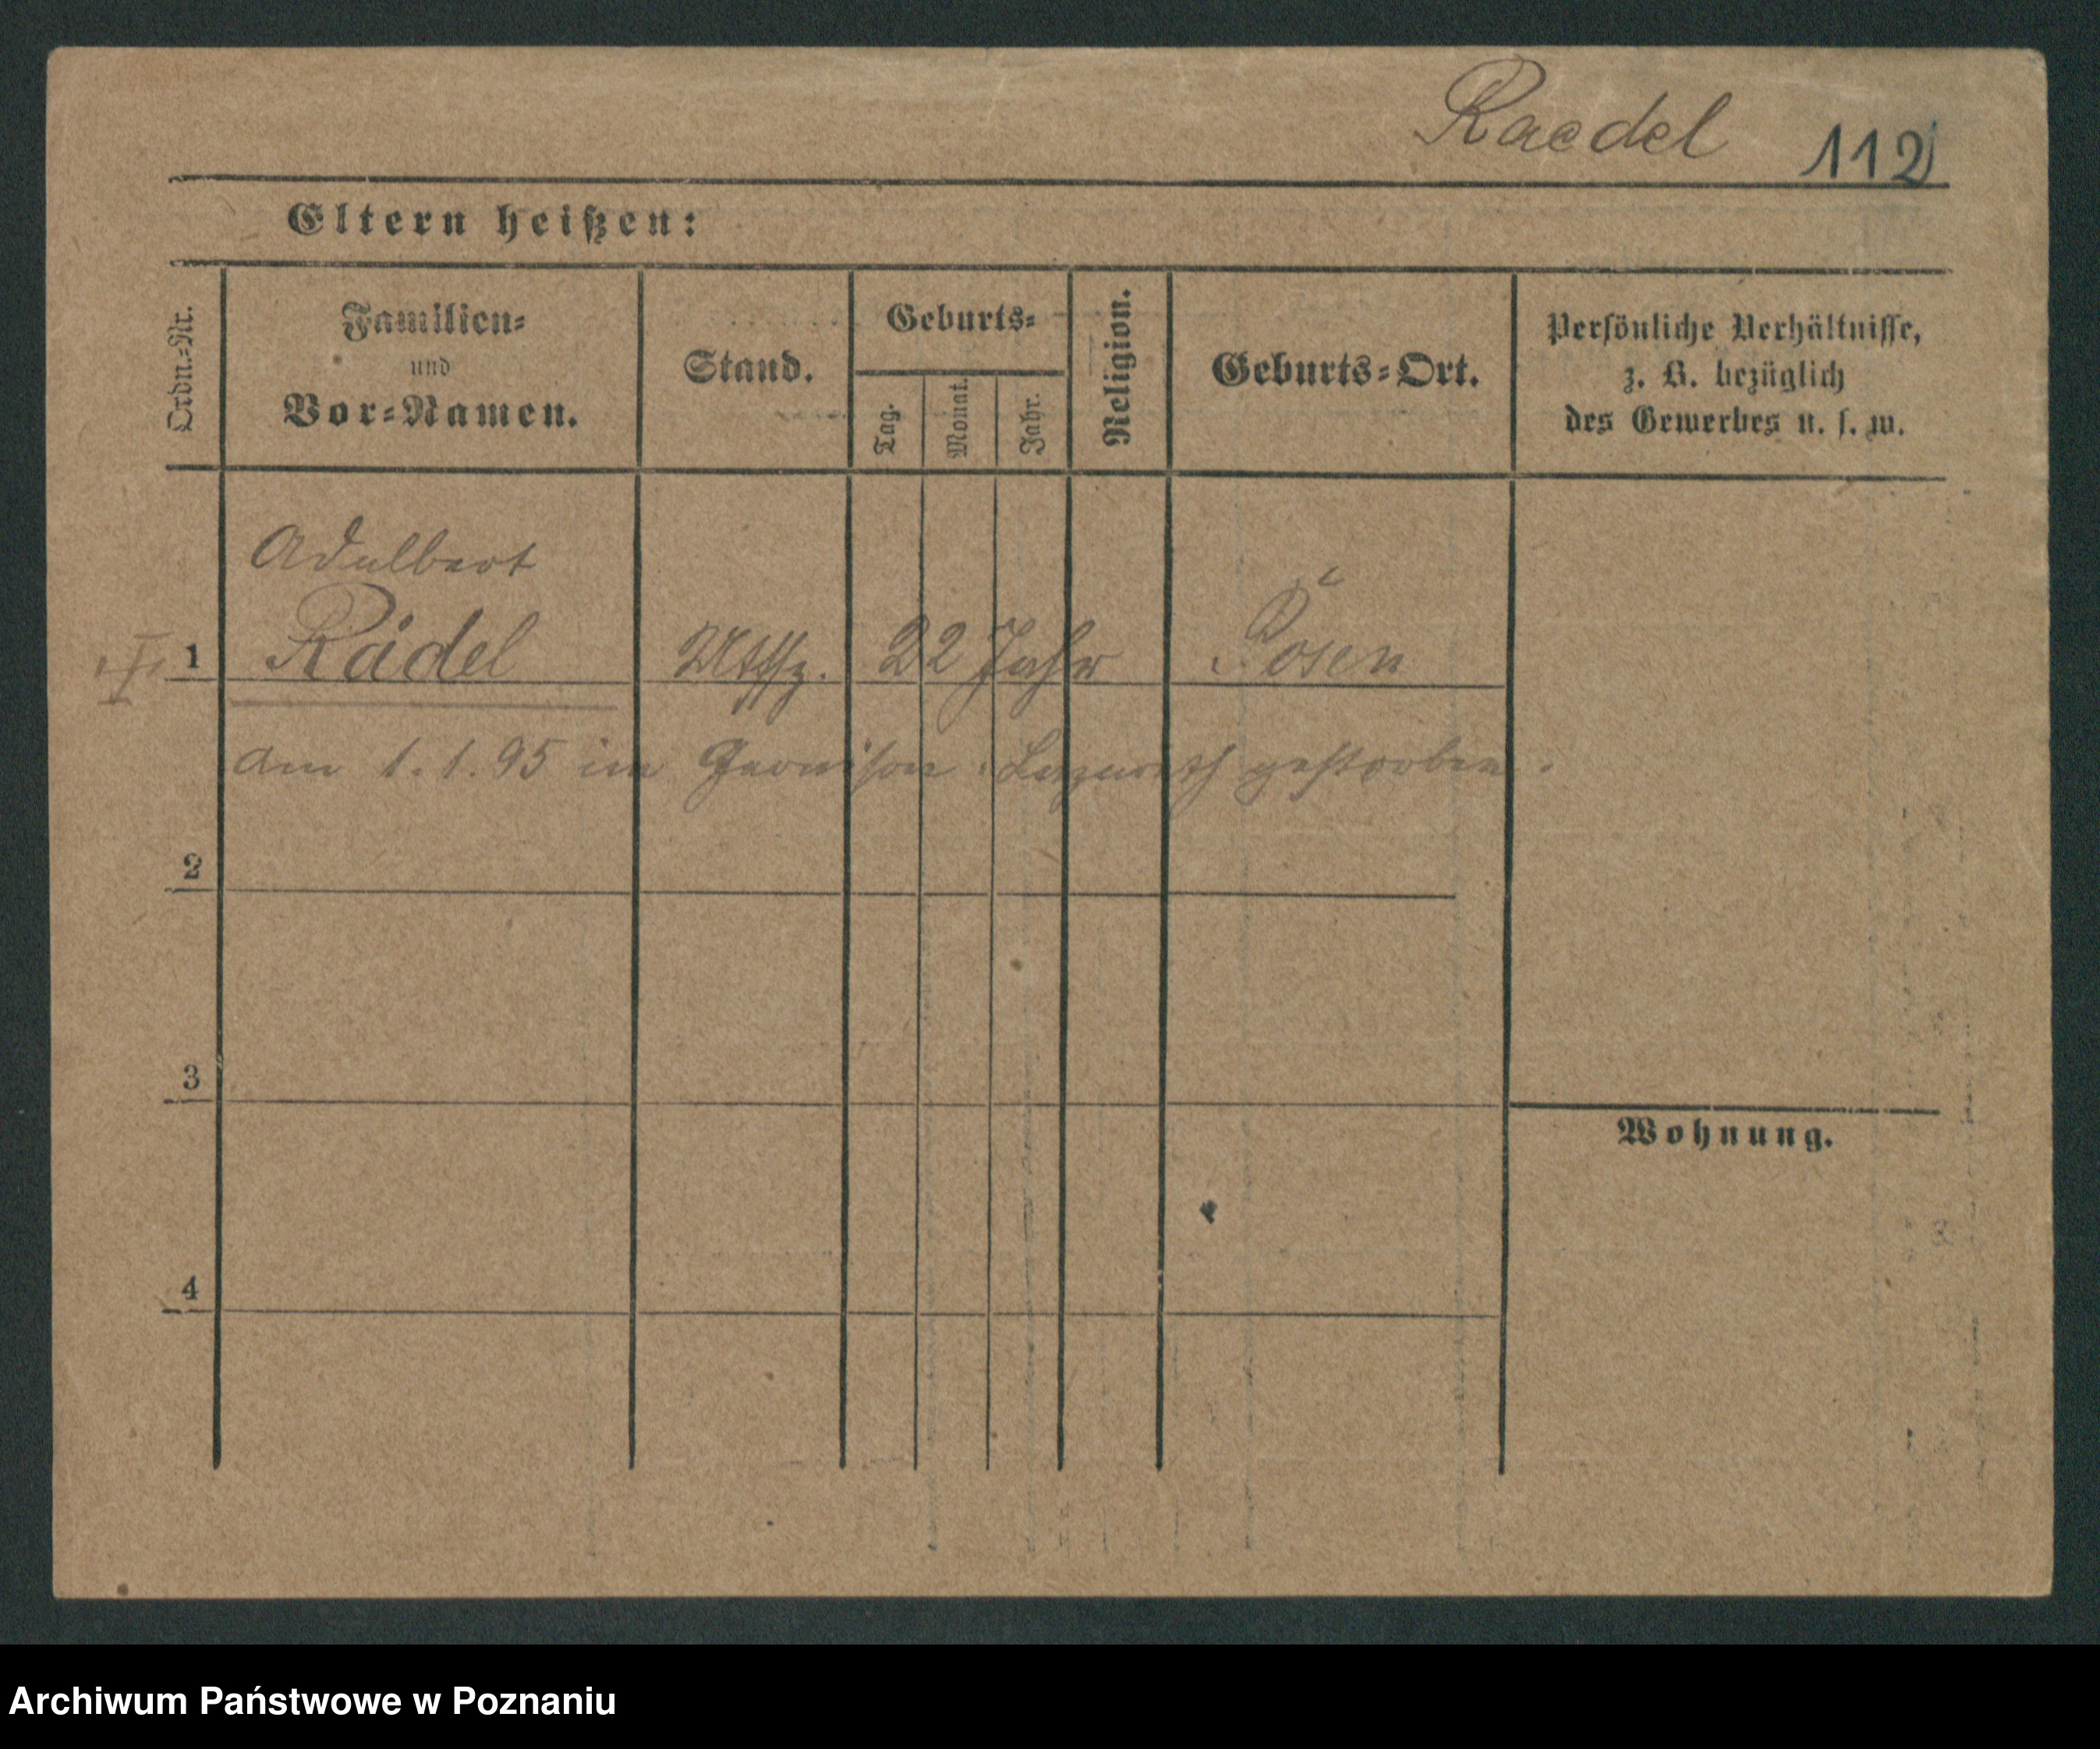 Raedel 112
Eltern heißen:
Ordn.-Nr.
Familien-
und
Vor-Namen.
Stand.
Geburts-
Tag.
Monat.
Jahr.
Religion.
Geburts-Ort.
Persönliche Verhältnisse,
z. B. bezüglich
des Gewerbes u. s. w.
Adalbert
1 Rädel Utffz. 22 Jahr Posen
am 1.1.95 im Garnison-Lazareth gestorben.
2
3
Wohnung.
4
Archiwum Państwowe w Poznaniu